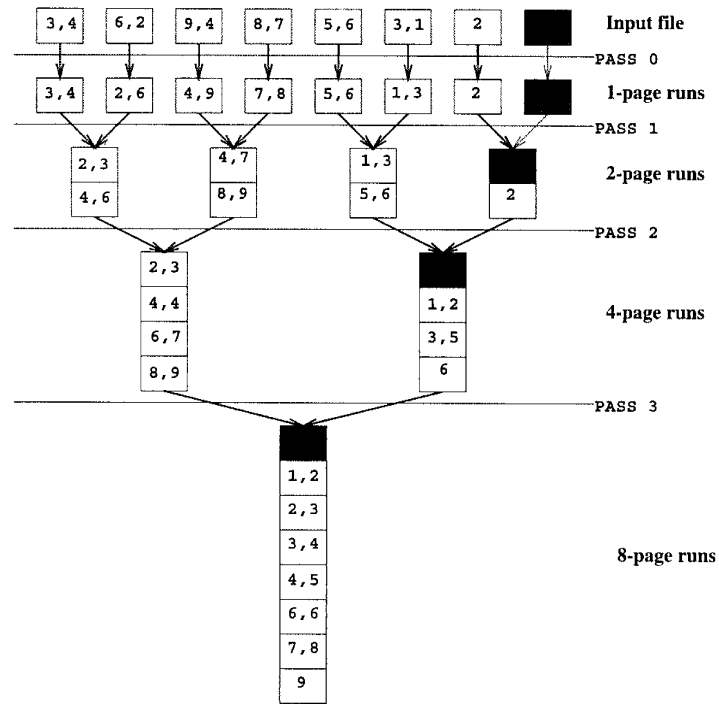 3,4 6,2 9,4 8,7 5,6 3,1 2 Input file
PASS 0
3,4 2,6 4,9 7,8 5,6 1,3 2 1-page runs
PASS 1
2,3 4,7 1,3 2-page runs
4,6 8,9 5,6 2
PASS 2
2,3
4,4 1,2 4-page runs
6,7 3,5
8,9 6
PASS 3
1,2
2,3
3,4
8-page runs
4,5
6,6
7,8
9